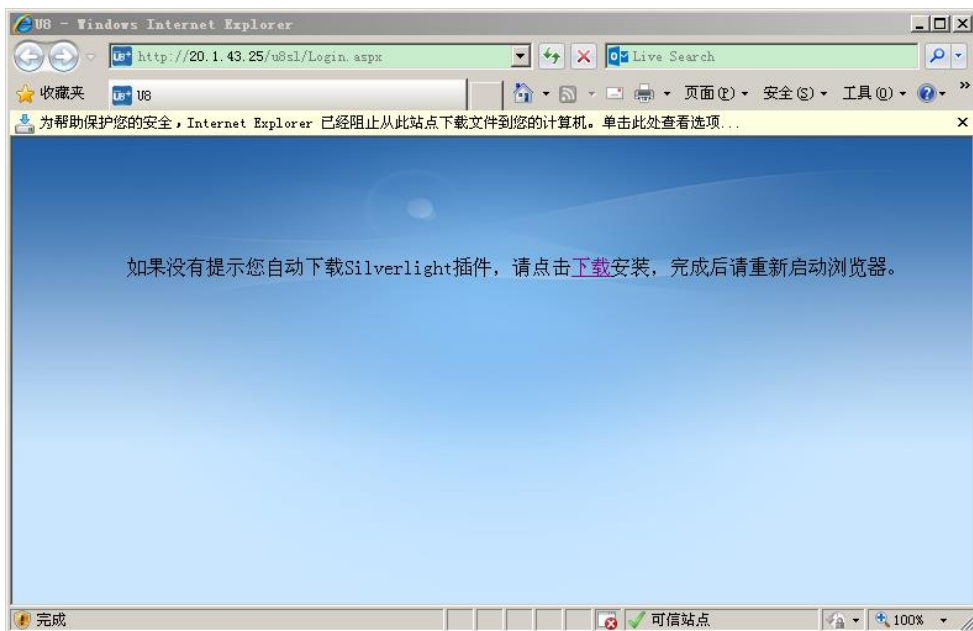 U8 - Windows Internet Explorer
http://20.1.43.25/u8sl/Login.aspx
Live Search
收藏夹
U8
页面(P)
安全(S)
工具(O)
为帮助保护您的安全，Internet Explorer 已经阻止从此站点下载文件到您的计算机。单击此处查看选项...
如果没有提示您自动下载Silverlight插件，请点击下载安装，完成后请重新启动浏览器。
完成
可信站点
100%